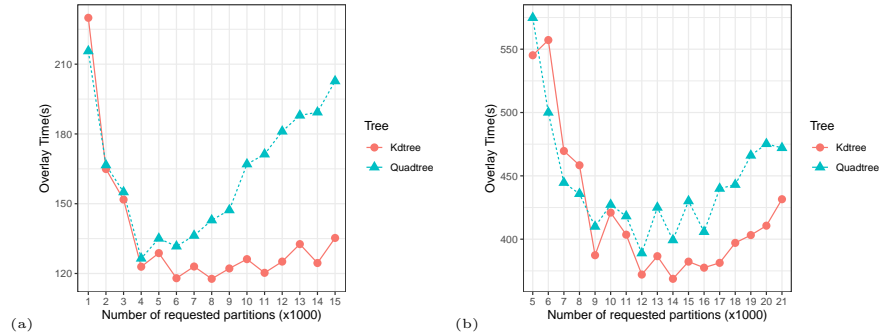 210
180
150
120
Overlay Time(s)
1 2 3 4 5 6 7 8 9 10 11 12 13 14 15
Number of requested partitions (x1000)
Tree
Kdtree
Quadtree
(a)
550
500
450
400
Overlay Time(s)
5 6 7 8 9 10 11 12 13 14 15 16 17 18 19 20 21
Number of requested partitions (x1000)
Tree
Kdtree
Quadtree
(b)